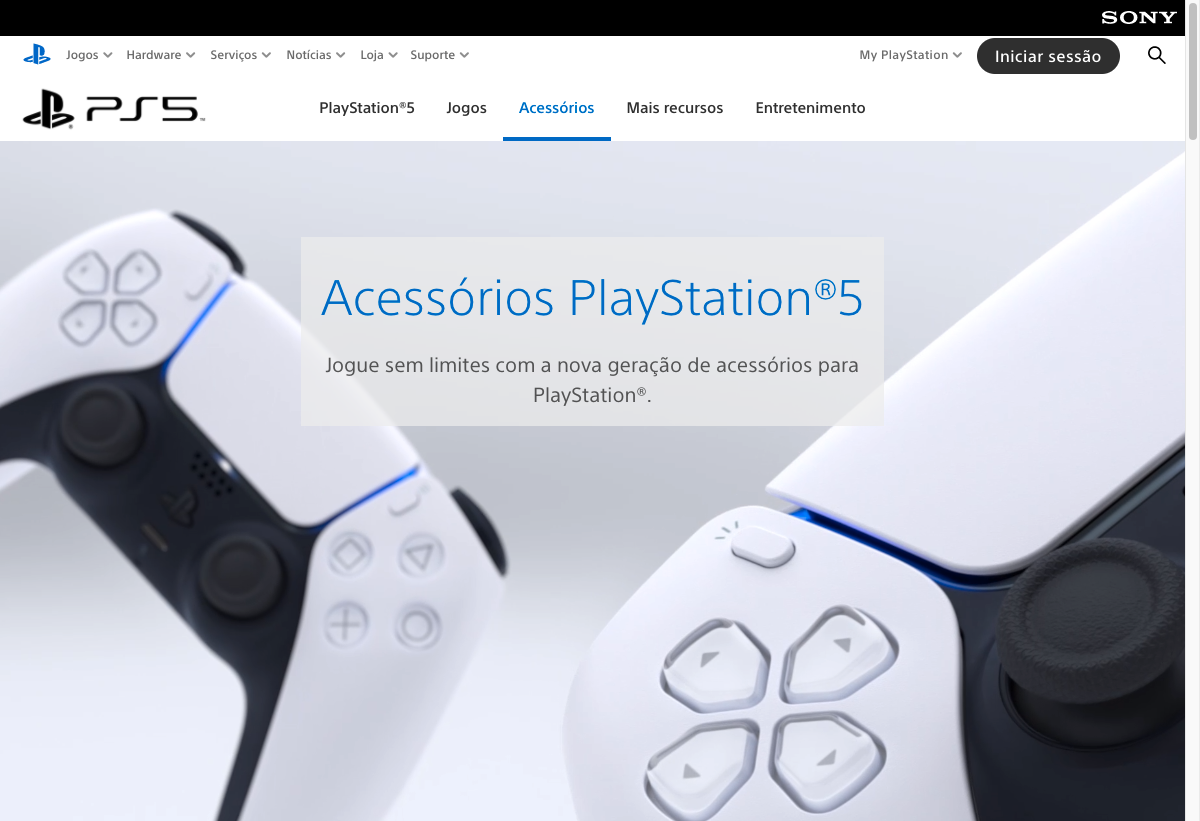 SONY
Jogos Hardware Serviços Notícias Loja Suporte My PlayStation Iniciar sessão
PS5™ PlayStation®5 Jogos Acessórios Mais recursos Entretenimento
Acessórios PlayStation®5
Jogue sem limites com a nova geração de acessórios para
PlayStation®.